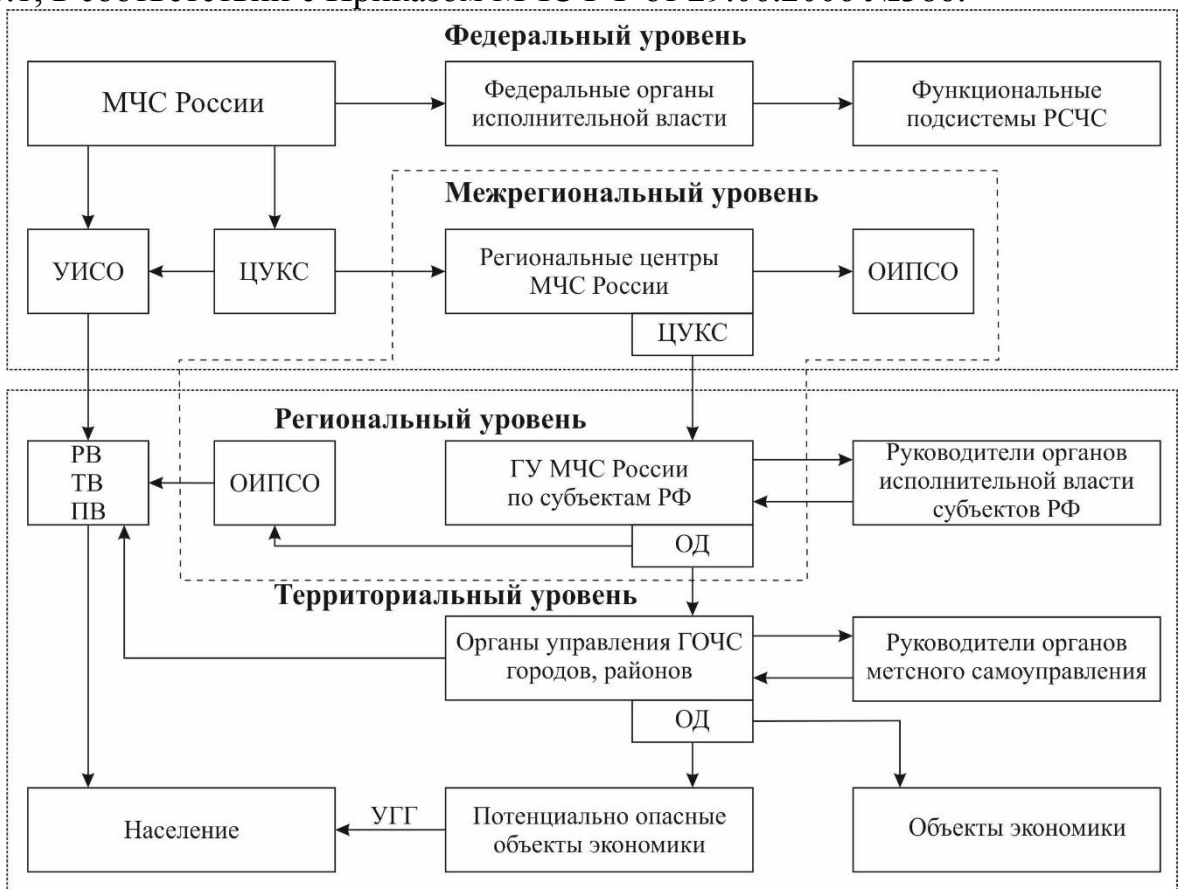 Федеральный уровень
МЧС России
Федеральные органы
исполнительной власти
Функциональные
подсистемы РСЧС
Межрегиональный уровень
УИСО
ЦУКС
Региональные центры
МЧС России
ОИПСО
ЦУКС
Региональный уровень
РВ
ТВ
ПВ
ОИПСО
ГУ МЧС России
по субъектам РФ
Руководители органов
исполнительной власти
субъектов РФ
ОД
Территориальный уровень
Органы управления ГОЧС
городов, районов
Руководители органов
метсного самоуправления
ОД
Население
УГГ
Потенциально опасные
объекты экономики
Объекты экономики